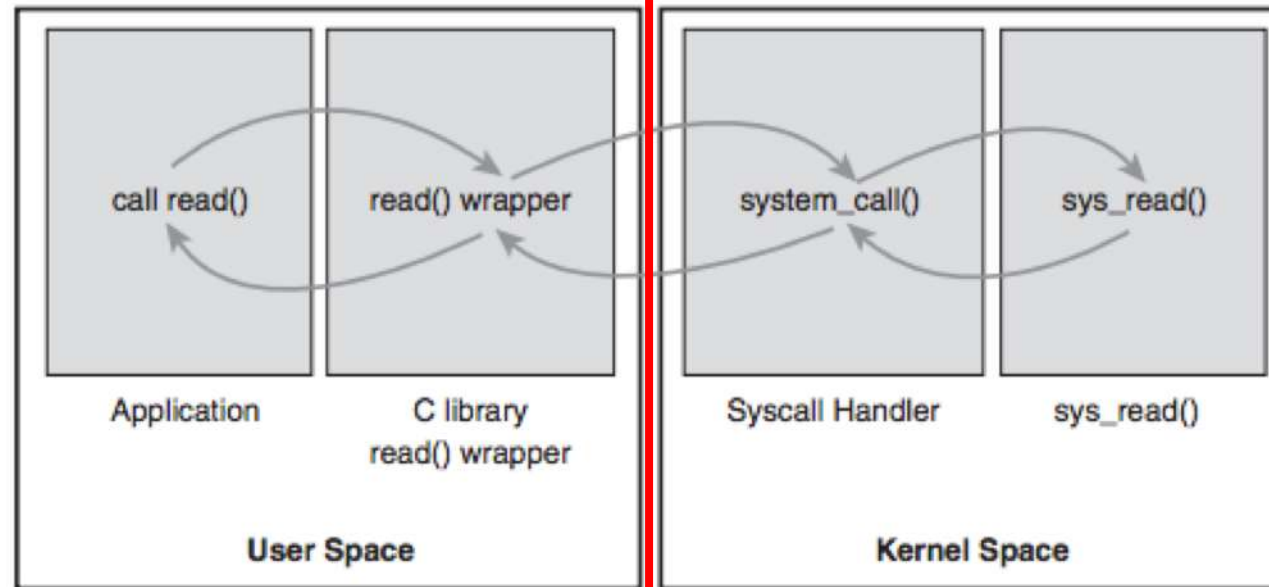 call read()
read() wrapper
system_call()
sys_read()
Application
C library
read() wrapper
Syscall Handler
sys_read()
User Space
Kernel Space